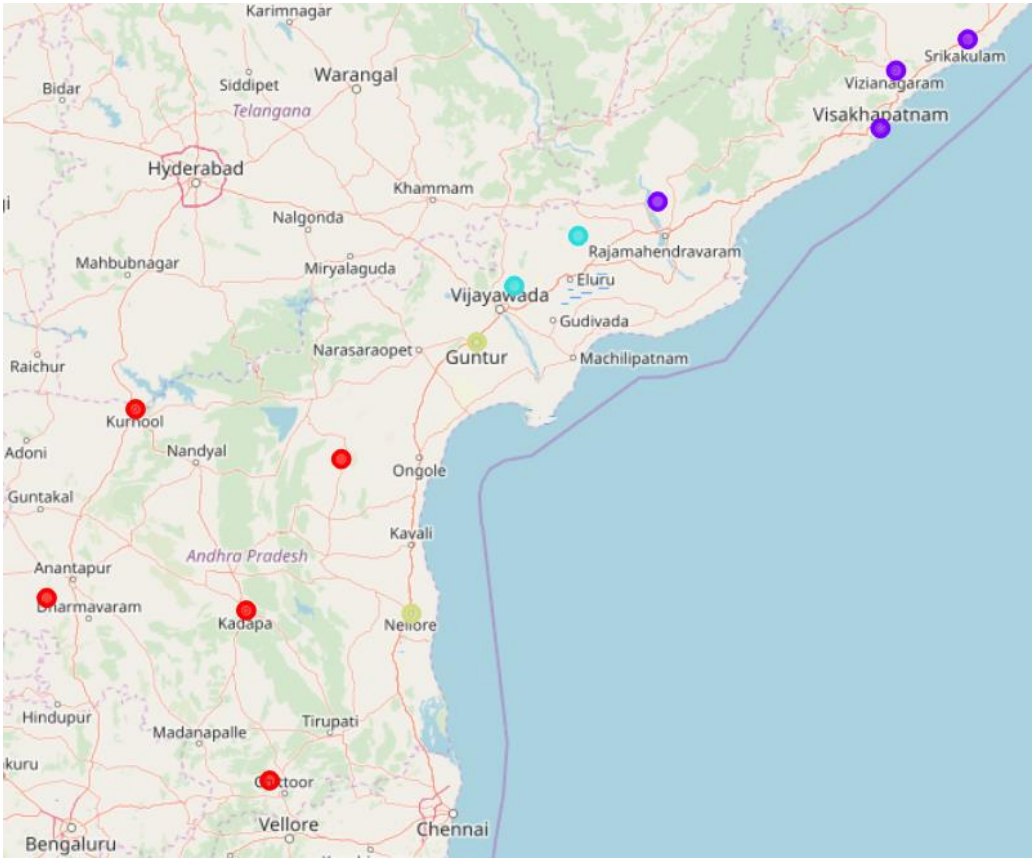 Karimnagar
Srikakulam
Siddipet
Warangal
Vizianagaram
Bidar
Telangana
Visakhapatnam
Hyderabad
Khammam
gi
Nalgonda
Rajamahendravaram
Mahbubnagar
Miryalaguda
Eluru
Vijayawada
Gudivada
Narasaraopet
Guntur
Machilipatnam
Raichur
Kurnool
Adoni
Nandyal
Ongole
Guntakal
Kavali
Andhra Pradesh
Anantapur
Dharmavaram
Kadapa
Nellore
Hindupur
Tirupati
Madanapalle
kuru
Chittoor
Vellore
Chennai
Bengaluru